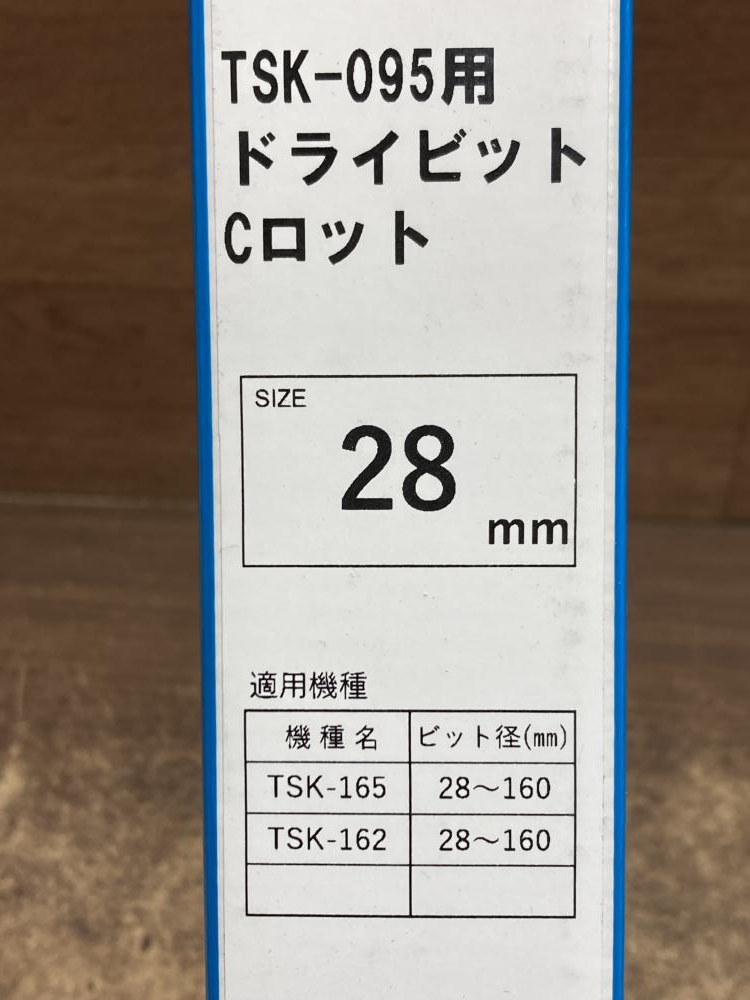 TSK-095用
ドライビット
Cロット
SIZE
28
mm
適用機種
機種名 ビット径(㎜)
TSK-165 28～160
TSK-162 28～160